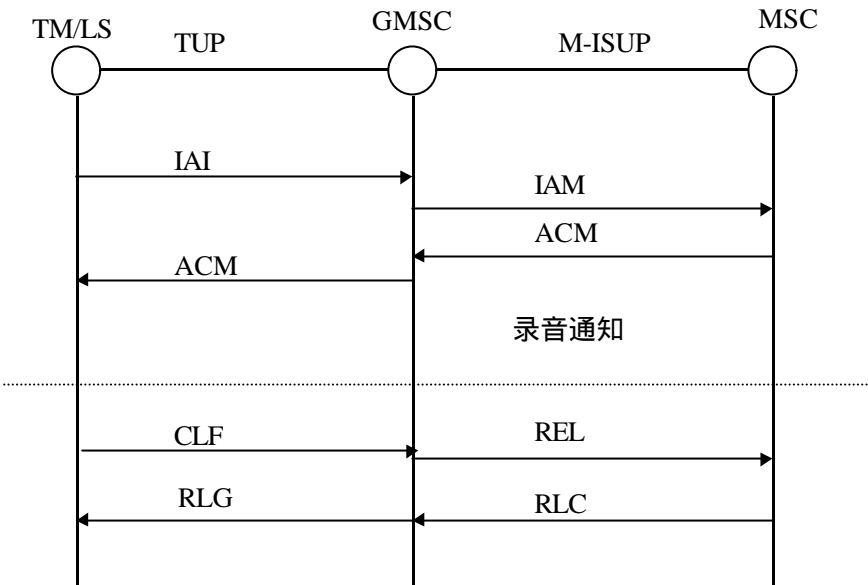 TM/LS
TUP
GMSC
M-ISUP
MSC
IAI
IAM
ACM
ACM
录音通知
CLF
REL
RLG
RLC